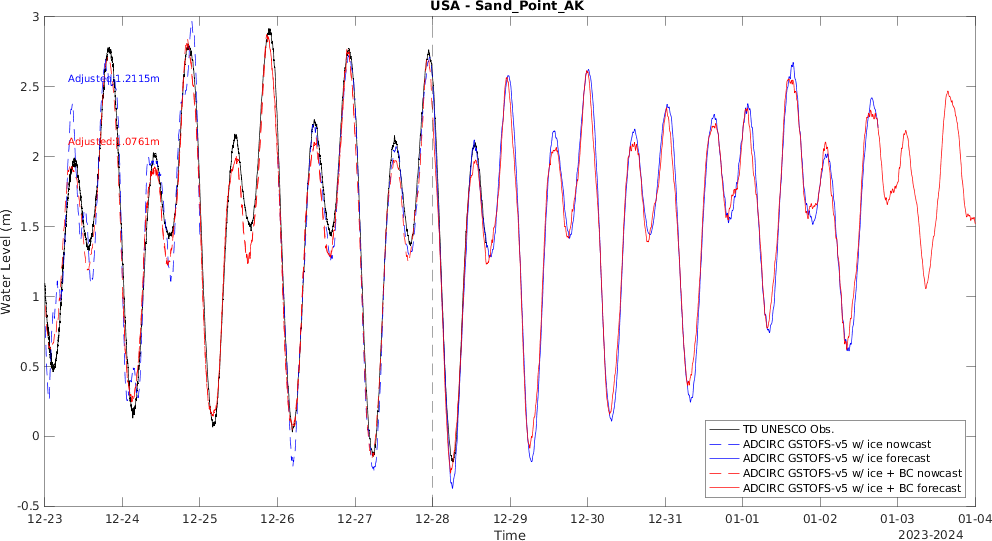 USA - Sand_Point_AK
3
2.5
2
1.5
1
0.5
0
-0.5
Water Level (m)
Adjusted:1.2115m
Adjusted:1.0761m
TD UNESCO Obs.
ADCIRC GSTOFS-v5 w/ ice nowcast
ADCIRC GSTOFS-v5 w/ ice forecast
ADCIRC GSTOFS-v5 w/ ice + BC nowcast
ADCIRC GSTOFS-v5 w/ ice + BC forecast
12-23 12-24 12-25 12-26 12-27 12-28 12-29 12-30 12-31 01-01 01-02 01-03 01-04
Time
2023-2024